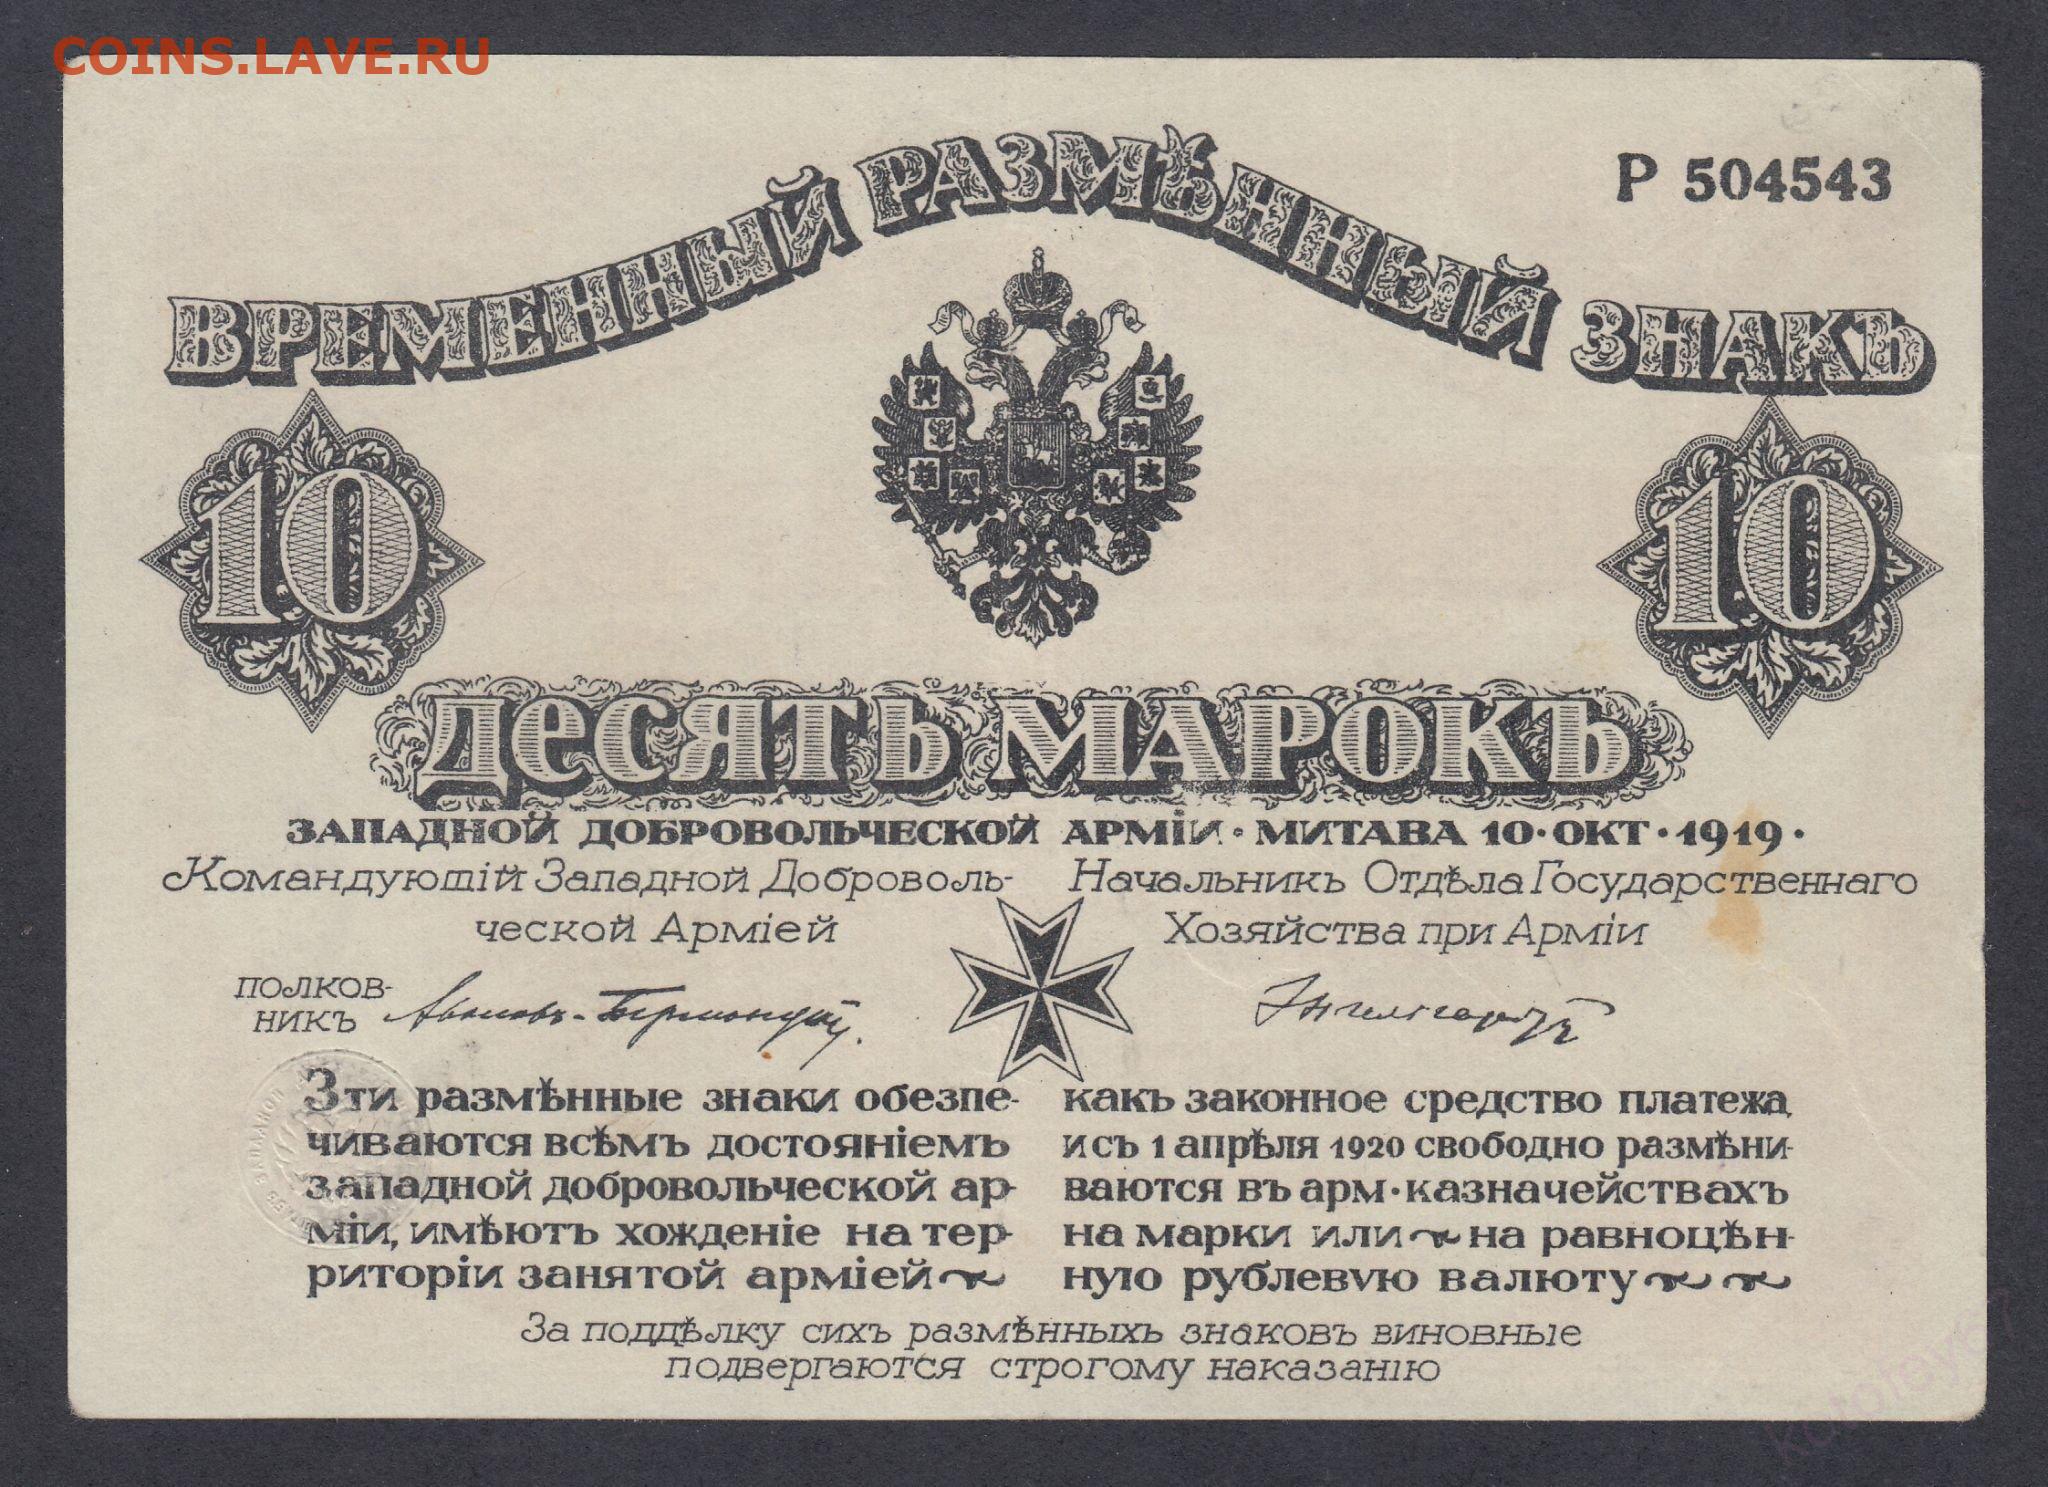 COINS.LAVE.RU
Р 504543
ВРЕМЕННЫЙ РАЗМѢННЫЙ ЗНАКЪ
10 10
ДЕСЯТЬ МАРОКЪ
ЗАПАДНОЙ ДОБРОВОЛЬЧЕСКОЙ АРМІИ · МИТАВА 10 · ОКТ · 1919 ·
Командующій Западной Доброволь-
ческой Арміей
Начальникъ Отдѣла Государственнаго
Хозяйства при Арміи
ПОЛКОВ-
НИКЪ Аваловъ-Бермондтъ.
Энгельгардтъ
Эти размѣнные знаки обезпе-
чиваются всѣмъ достояніемъ
западной добровольческой ар-
міи, имѣютъ хожденіе на тер-
риторіи занятой арміей
какъ законное средство платежа
и съ 1 апрѣля 1920 свободно размѣни-
ваются въ арм · казначействахъ
на марки или на равноцѣн-
ную рублевую валюту
За поддѣлку сихъ размѣнныхъ знаковъ виновные
подвергаются строгому наказанію